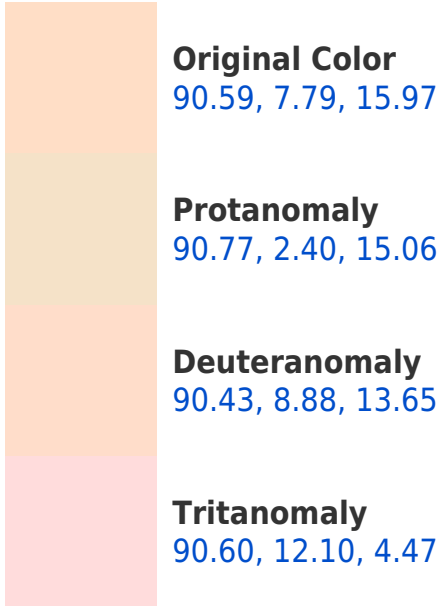 Original Color
90.59, 7.79, 15.97
Protanomaly
90.77, 2.40, 15.06
Deuteranomaly
90.43, 8.88, 13.65
Tritanomaly
90.60, 12.10, 4.47